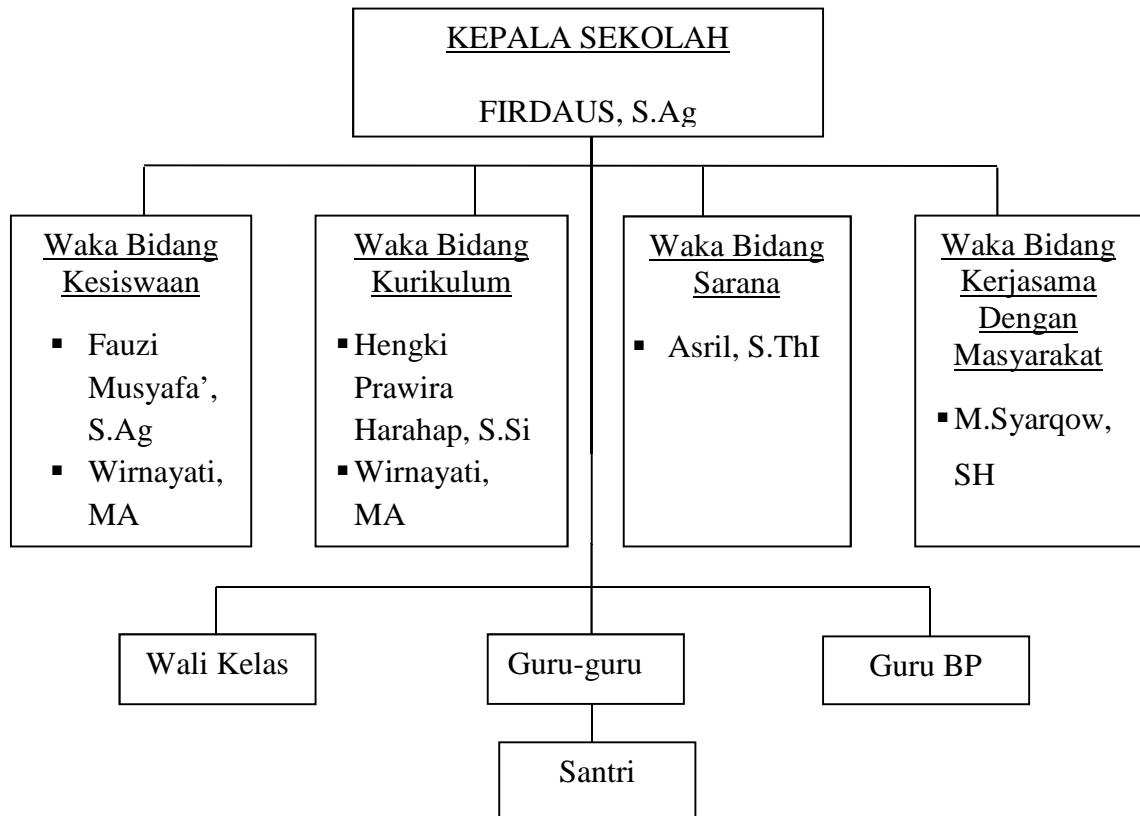 KEPALA SEKOLAH
FIRDAUS, S.Ag
Waka Bidang
Kesiswaan
▪ Fauzi
Musyafa’,
S.Ag
▪ Wirnayati,
MA
Waka Bidang
Kurikulum
▪ Hengki
Prawira
Harahap, S.Si
▪ Wirnayati,
MA
Waka Bidang
Sarana
▪ Asril, S.ThI
Waka Bidang
Kerjasama
Dengan
Masyarakat
▪ M.Syarqow,
SH
Wali Kelas
Guru-guru
Guru BP
Santri